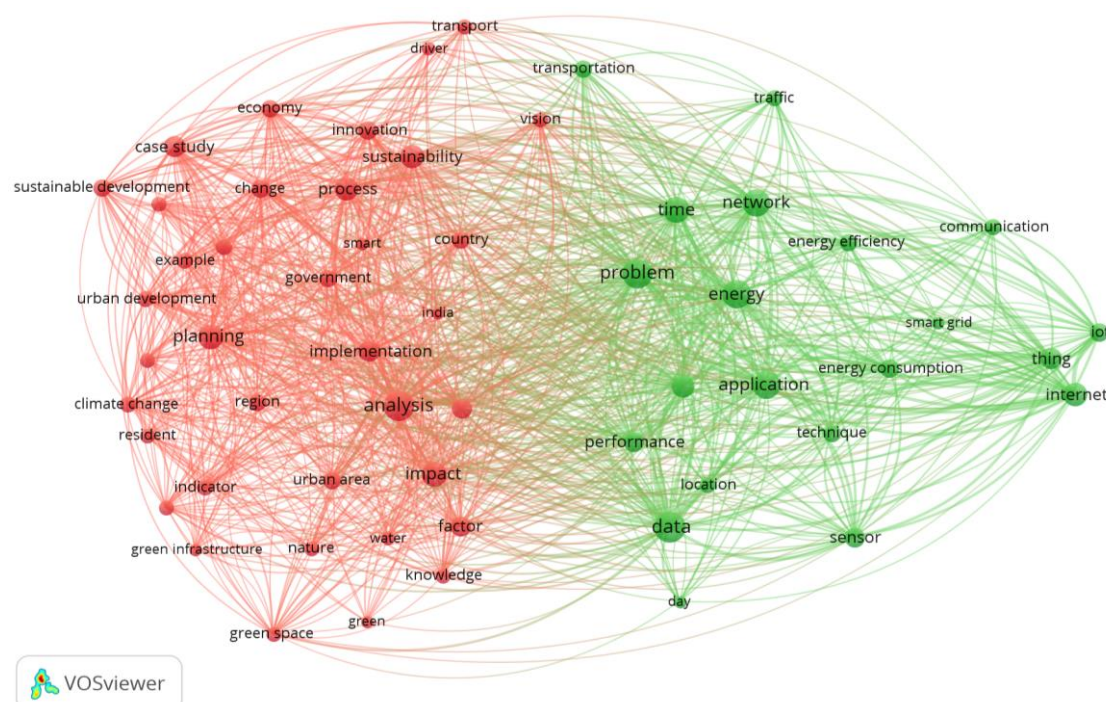 transport
driver
transportation
traffic
economy
vision
innovation
case study
sustainability
sustainable development
change
process
time
network
communication
smart
country
energy efficiency
example
government
problem
urban development
energy
india
smart grid
iot
planning
implementation
thing
energy consumption
application
internet
climate change
region
analysis
resident
technique
performance
urban area
impact
indicator
location
factor
data
water
sensor
green infrastructure
nature
knowledge
day
green
green space
VOSviewer